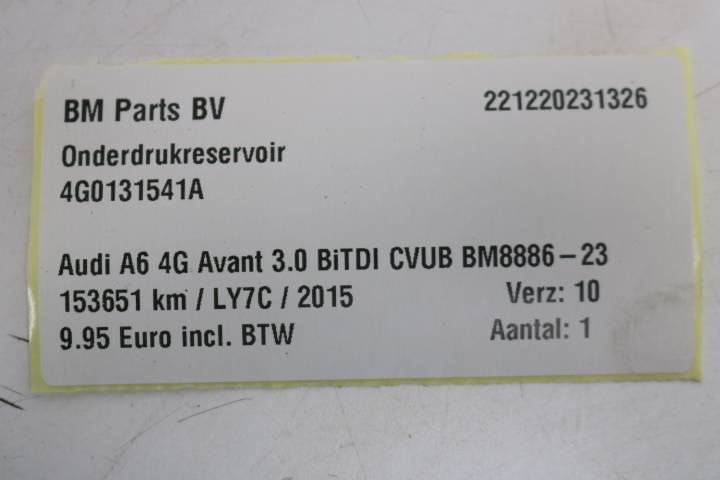 BM Parts BV 221220231326
Onderdrukreservoir
4G0131541A
Audi A6 4G Avant 3.0 BiTDI CVUB BM8886-23
153651 km / LY7C / 2015 Verz: 10
9.95 Euro incl. BTW Aantal: 1